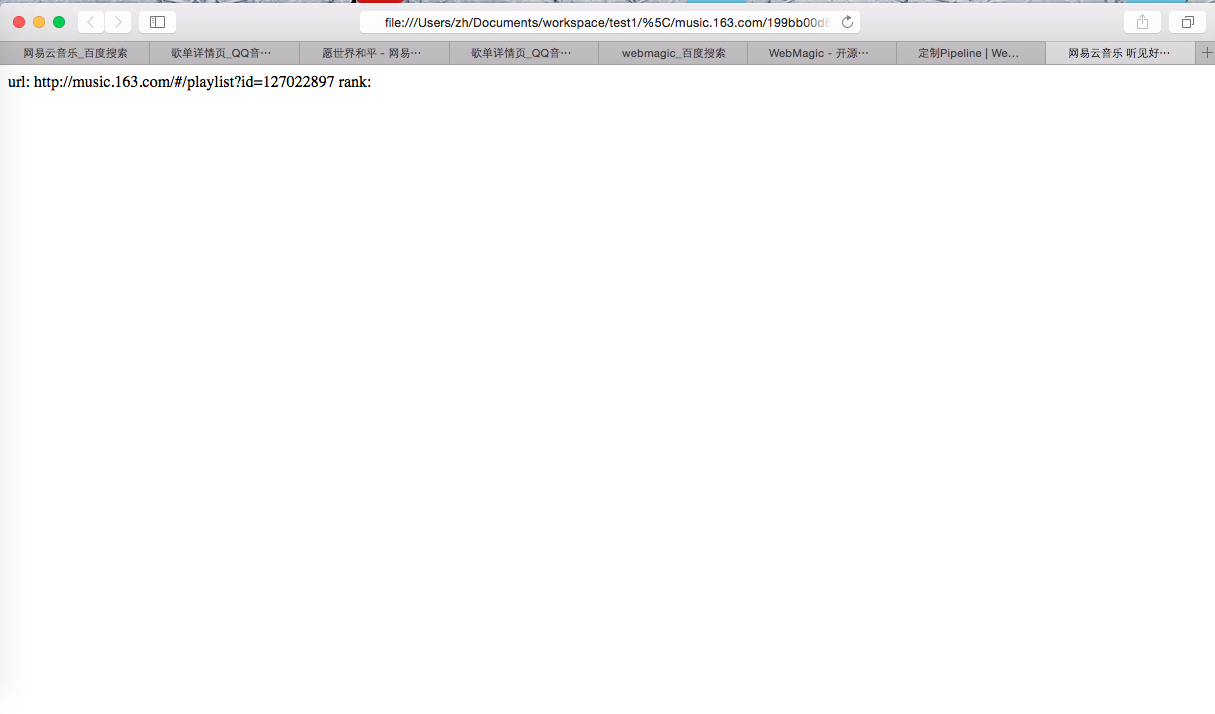 file:///Users/zh/Documents/workspace/test1/%5C/music.163.com/199bb00d6
网易云音乐_百度搜索
歌单详情页_QQ音…
愿世界和平 - 网易…
歌单详情页_QQ音…
webmagic_百度搜索
WebMagic - 开源…
定制Pipeline | We…
网易云音乐 听见好…
url: http://music.163.com/#/playlist?id=127022897 rank: